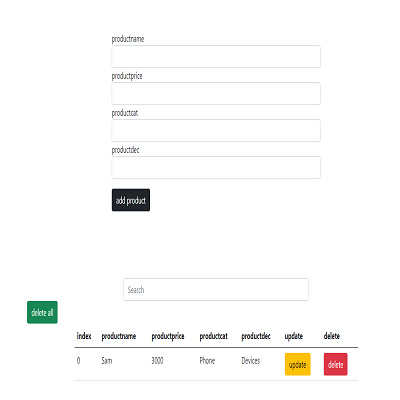 productname
productprice
productcat
productdec
add product
Search
delete all
index productname productprice productcat productdec update delete
0 Sam 3000 Phone Devices update delete